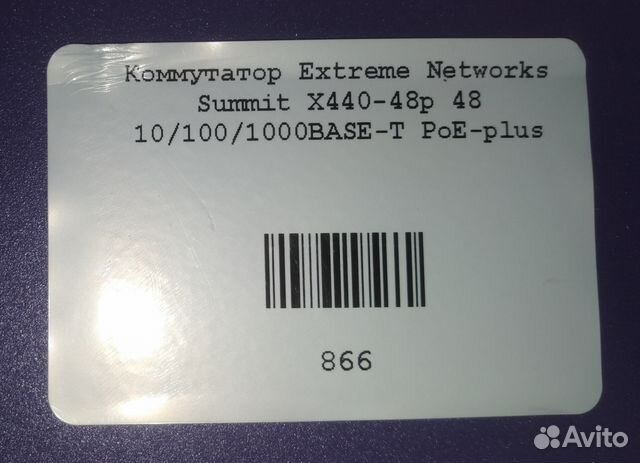 Коммутатор Extreme Networks
Summit X440-48p 48
10/100/1000BASE-T PoE-plus
866
Avito